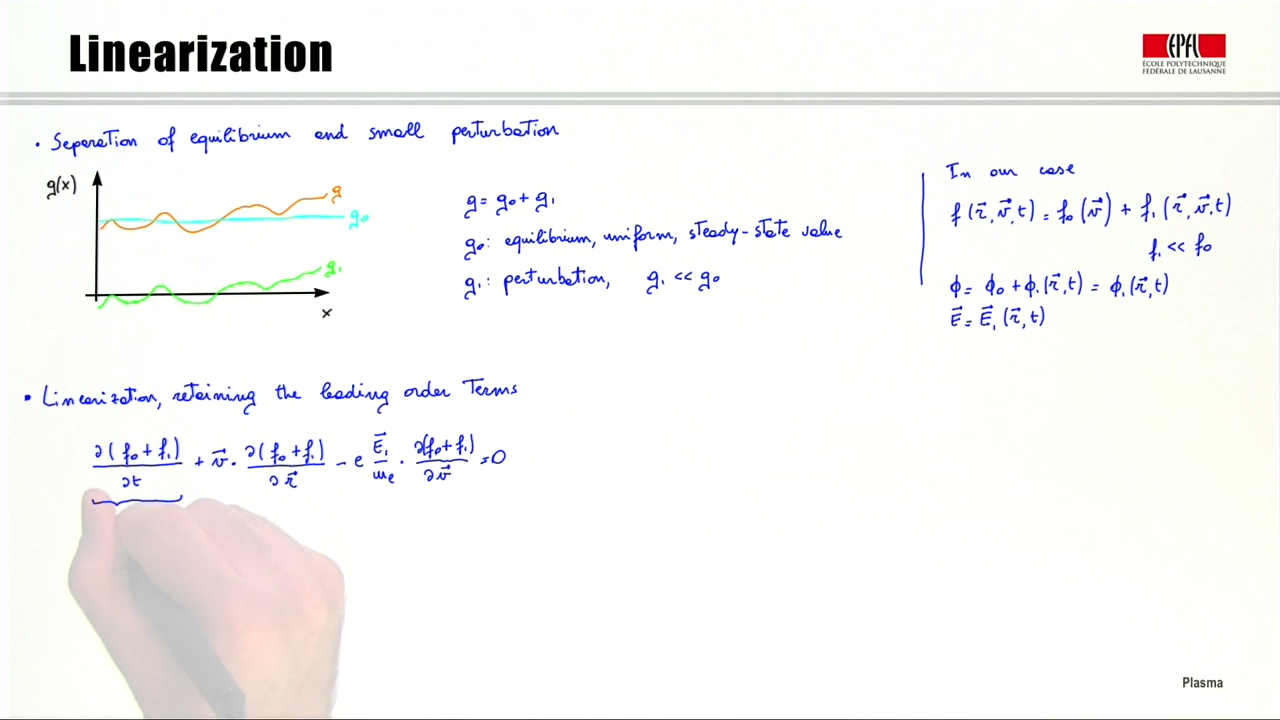 Linearization
EPFL
ÉCOLE POLYTECHNIQUE
FÉDÉRALE DE LAUSANNE
• Seperation of equilibrium and small perturbation
g(x)
g
g₀
g₁
x
g = g₀ + g₁
g₀: equilibrium, uniform, steady-state value
g₁: perturbation, g₁ << g₀
In our case
f(r⃗, v⃗, t) = f₀(v⃗) + f₁(r⃗, v⃗, t)
f₁ << f₀
ϕ = ϕ₀ + ϕ₁(r⃗, t) = ϕ₁(r⃗, t)
E⃗ = E⃗₁(r⃗, t)
• Linearization, retaining the leading order Terms
∂(f₀ + f₁)/∂t + v⃗ · ∂(f₀ + f₁)/∂r⃗ − e E⃗₁/mₑ · ∂(f₀ + f₁)/∂v⃗ = 0
Plasma